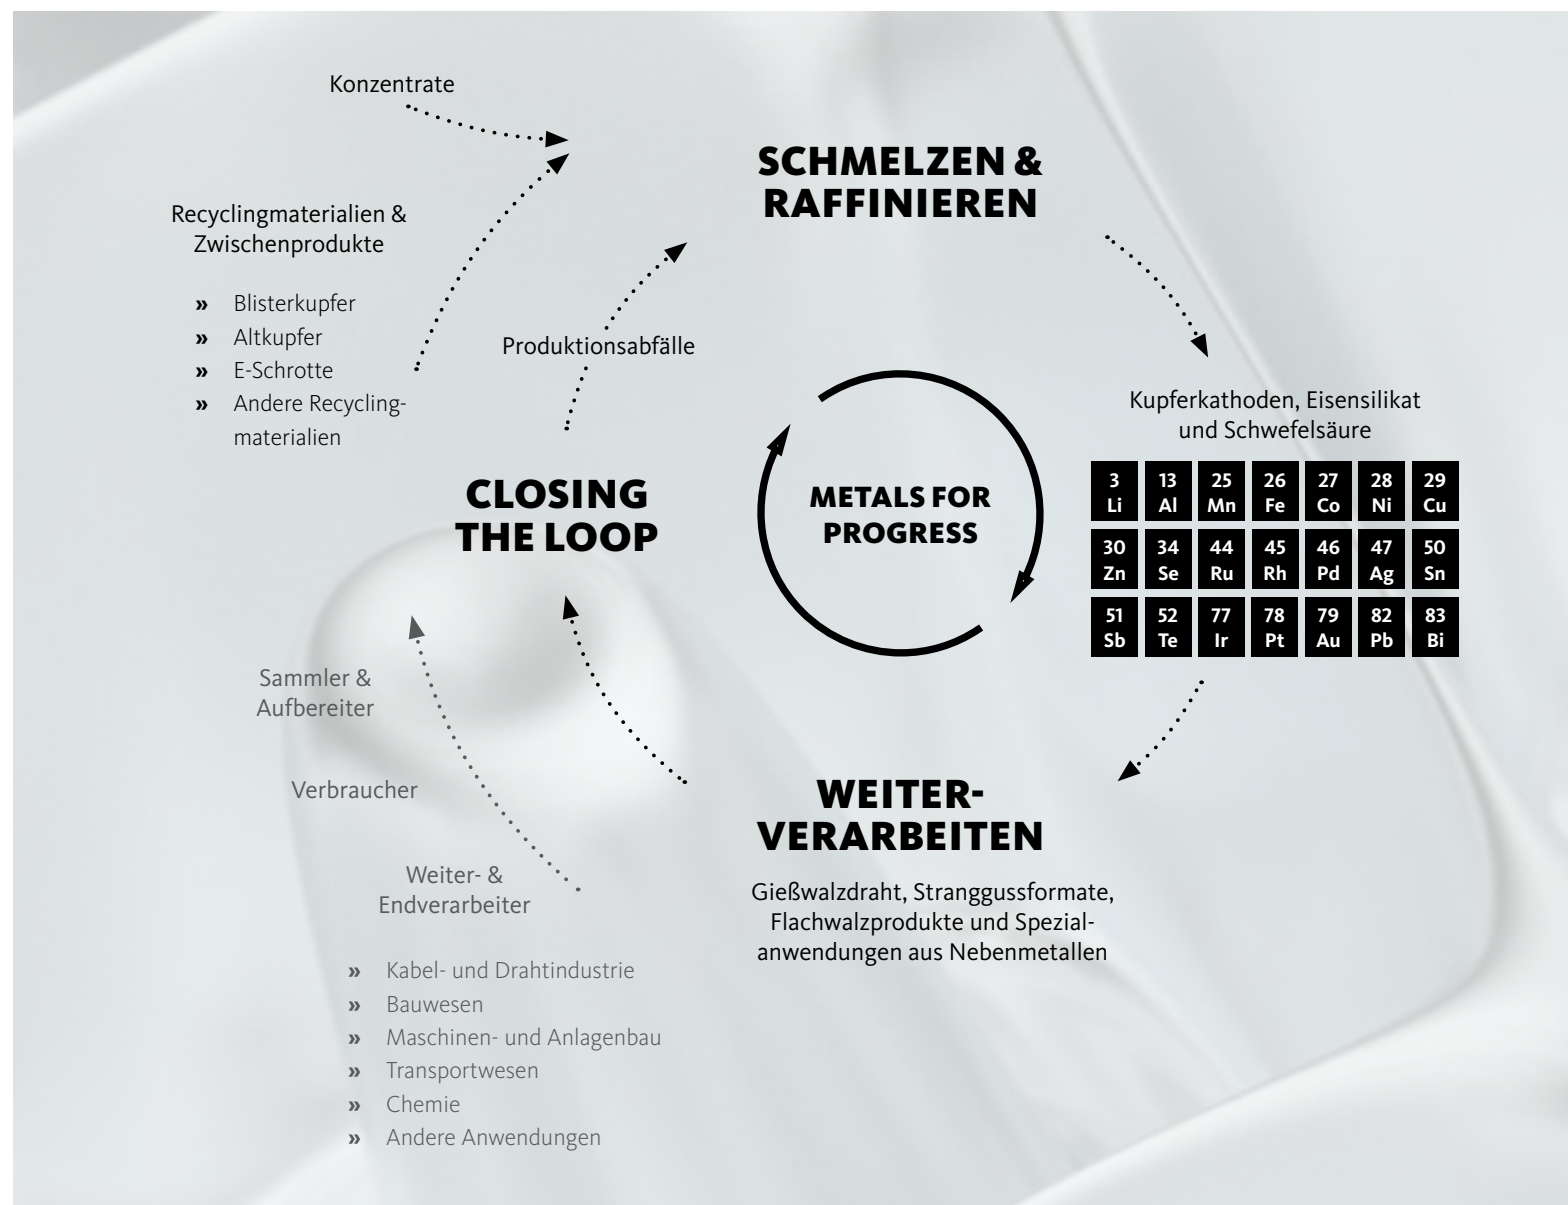 Konzentrate
SCHMELZEN &
RAFFINIEREN
Recyclingmaterialien &
Zwischenprodukte
» Blisterkupfer
» Altkupfer
» E-Schrotte
» Andere Recycling-
materialien
Produktionsabfälle
Kupferkathoden, Eisensilikat
und Schwefelsäure
3 13 25 26 27 28 29
Li Al Mn Fe Co Ni Cu
30 34 44 45 46 47 50
Zn Se Ru Rh Pd Ag Sn
51 52 77 78 79 82 83
Sb Te Ir Pt Au Pb Bi
CLOSING
THE LOOP
METALS FOR
PROGRESS
Sammler &
Aufbereiter
Verbraucher
Weiter- &
Endverarbeiter
» Kabel- und Drahtindustrie
» Bauwesen
» Maschinen- und Anlagenbau
» Transportwesen
» Chemie
» Andere Anwendungen
WEITER-
VERARBEITEN
Gießwalzdraht, Stranggussformate,
Flachwalzprodukte und Spezial-
anwendungen aus Nebenmetallen